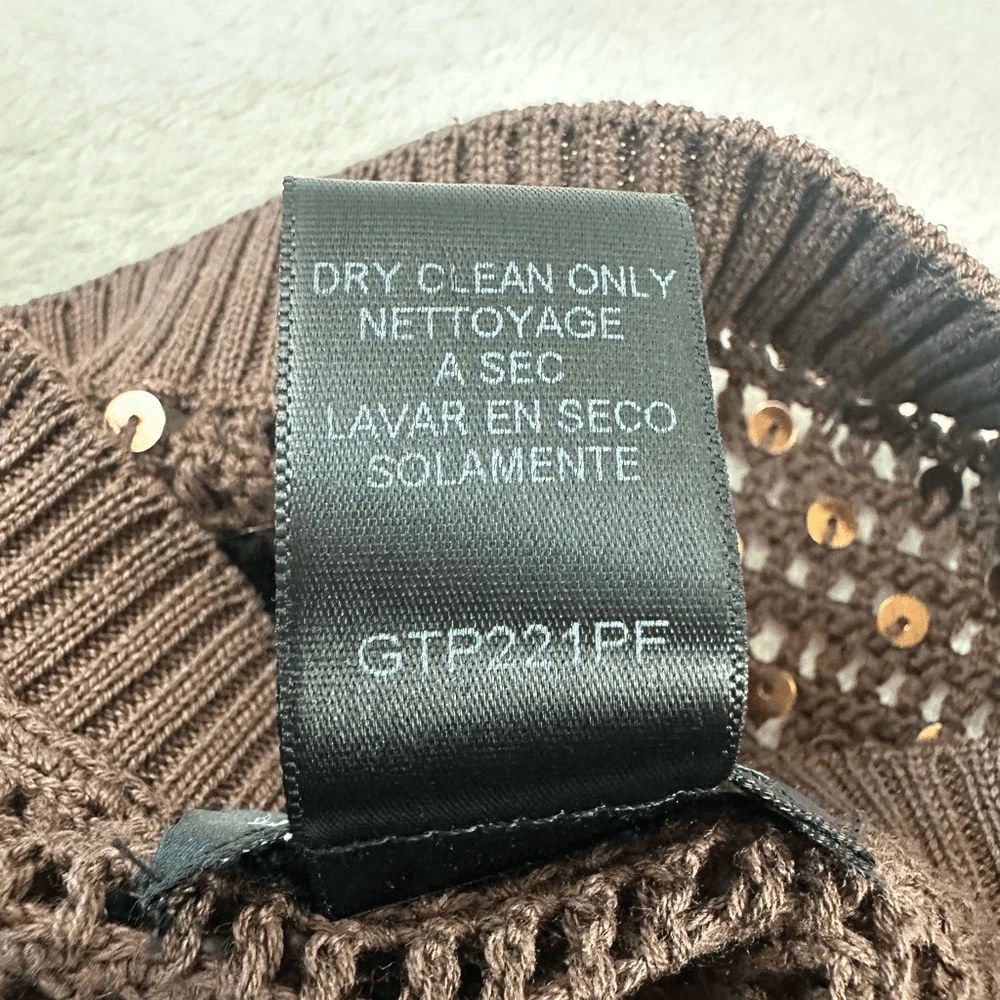 DRY CLEAN ONLY
NETTOYAGE
A SEC
LAVAR EN SECO
SOLAMENTE
GTP221PF